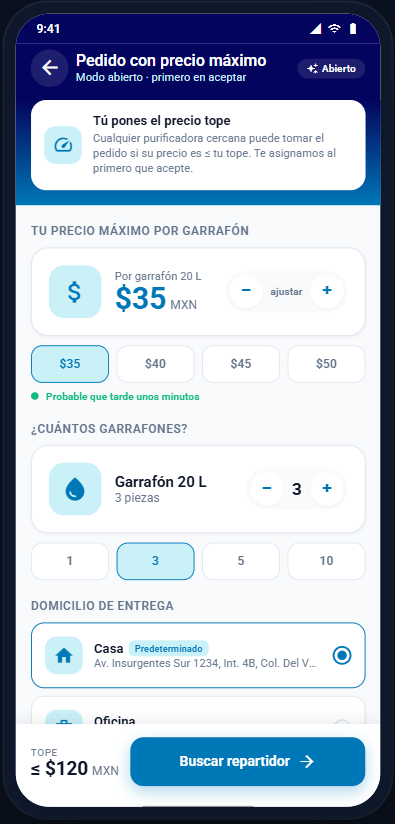 9:41
Pedido con precio máximo
Modo abierto · primero en aceptar
Abierto
Tú pones el precio tope
Cualquier purificadora cercana puede tomar el
pedido si su precio es ≤ tu tope. Te asignamos al
primero que acepte.
TU PRECIO MÁXIMO POR GARRAFÓN
Por garrafón 20 L
$35 MXN
− ajustar +
$35 $40 $45 $50
Probable que tarde unos minutos
¿CUÁNTOS GARRAFONES?
Garrafón 20 L
3 piezas
− 3 +
1 3 5 10
DOMICILIO DE ENTREGA
Casa Predeterminado
Av. Insurgentes Sur 1234, Int. 4B, Col. Del V...
Oficina
TOPE
≤ $120 MXN
Buscar repartidor →